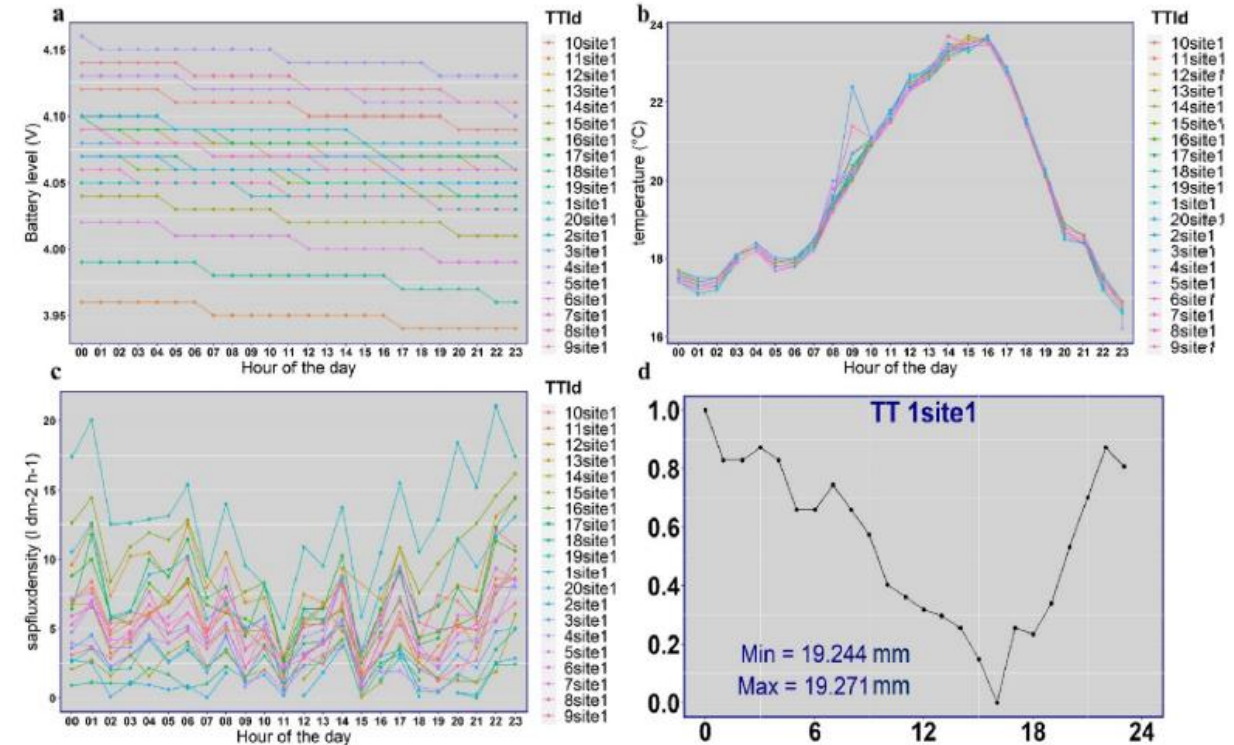 a
TTId
4.15
4.10
4.05
4.00
3.95
Battery level (V)
00 01 02 03 04 05 06 07 08 09 10 11 12 13 14 15 16 17 18 19 20 21 22 23
Hour of the day
10site1
11site1
12site1
13site1
14site1
15site1
16site1
17site1
18site1
19site1
1site1
20site1
2site1
3site1
4site1
5site1
6site1
7site1
8site1
9site1
b
TTId
24
22
20
18
16
temperature (°C)
00 01 02 03 04 05 06 07 08 09 10 11 12 13 14 15 16 17 18 19 20 21 22 23
Hour of the day
10site1
11site1
12site1
13site1
14site1
15site1
16site1
17site1
18site1
19site1
1site1
20site1
2site1
3site1
4site1
5site1
6site1
7site1
8site1
9site1
c
TTId
20
15
10
5
0
sapfluxdensity (l dm-2 h-1)
00 01 02 03 04 05 06 07 08 09 10 11 12 13 14 15 16 17 18 19 20 21 22 23
Hour of the day
10site1
11site1
12site1
13site1
14site1
15site1
16site1
17site1
18site1
19site1
1site1
20site1
2site1
3site1
4site1
5site1
6site1
7site1
8site1
9site1
d
TT 1site1
1.0
0.8
0.6
0.4
0.2
0.0
Min = 19.244 mm
Max = 19.271 mm
0 6 12 18 24